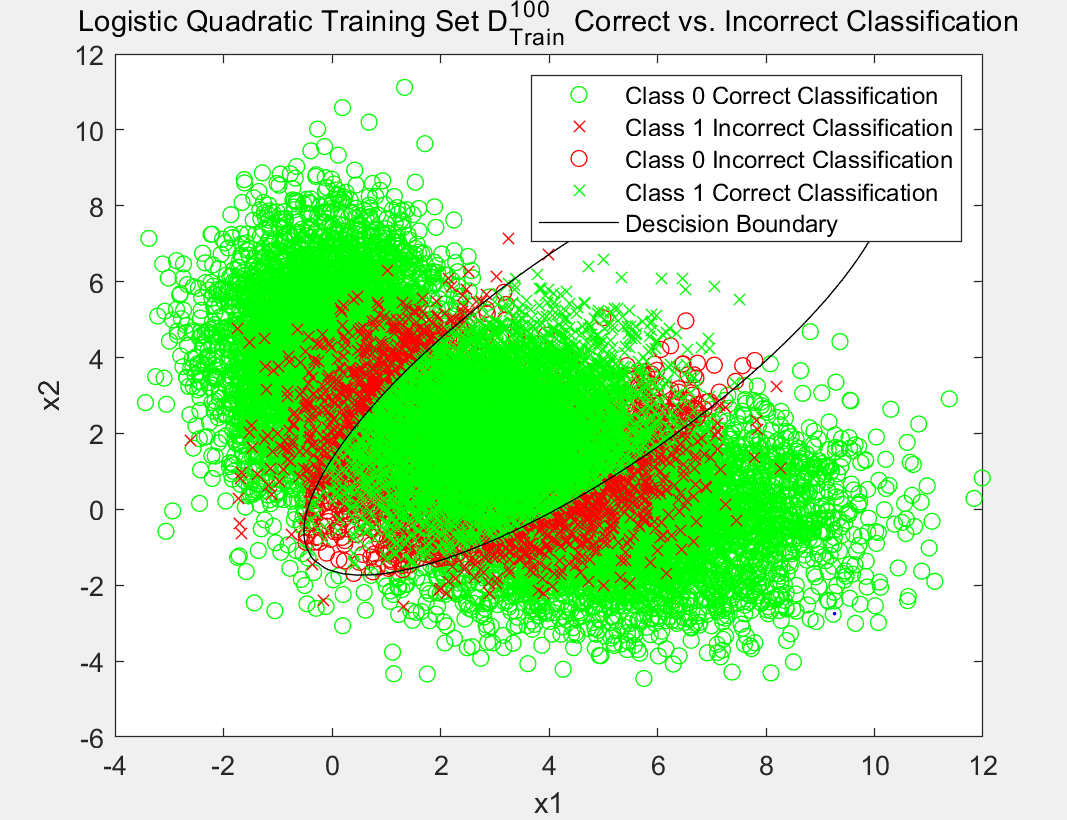 Logistic Quadratic Training Set D^100_Train Correct vs. Incorrect Classification
12
10
8
6
4
2
0
-2
-4
-6
x2
Class 0 Correct Classification
Class 1 Incorrect Classification
Class 0 Incorrect Classification
Class 1 Correct Classification
Descision Boundary
-4 -2 0 2 4 6 8 10 12
x1